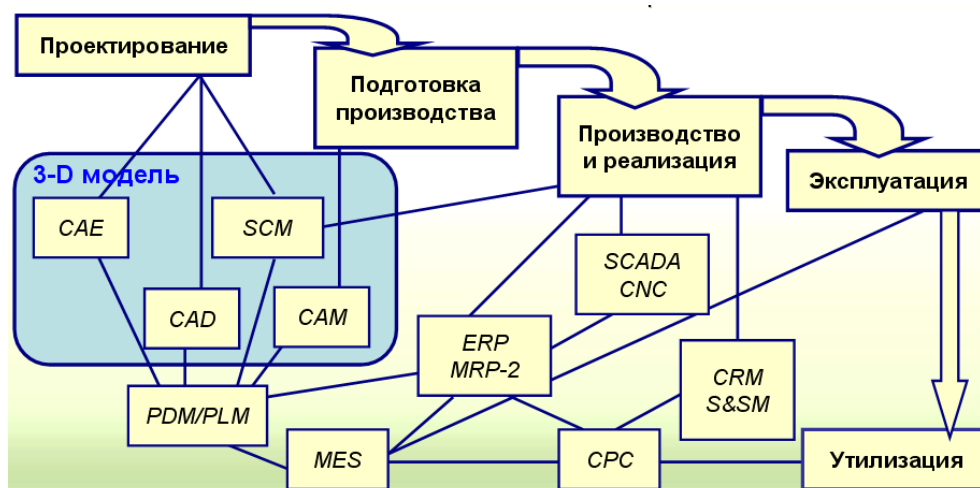 Проектирование
Подготовка
производства
Производство
и реализация
Эксплуатация
3-D модель
CAE
SCM
SCADA
CNC
CAD
CAM
ERP
MRP-2
CRM
S&SM
PDM/PLM
MES
CPC
Утилизация